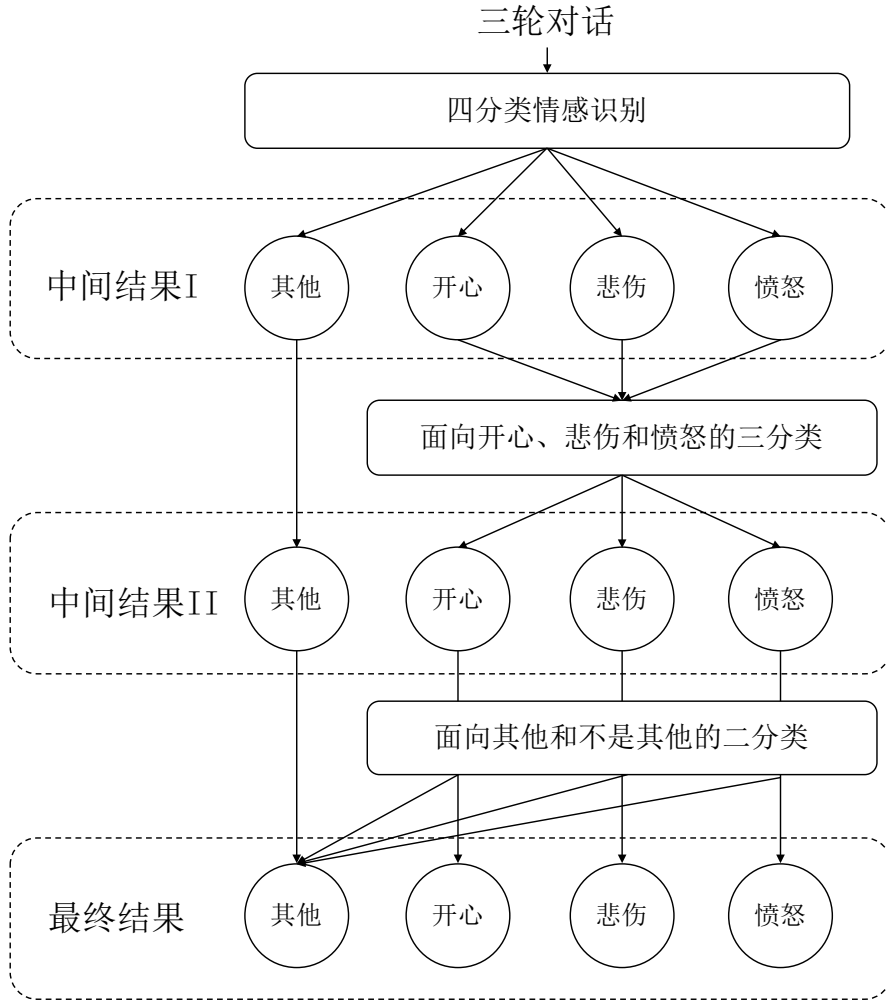 三轮对话
四分类情感识别
中间结果I
其他
开心
悲伤
愤怒
面向开心、悲伤和愤怒的三分类
中间结果II
其他
开心
悲伤
愤怒
面向其他和不是其他的二分类
最终结果
其他
开心
悲伤
愤怒